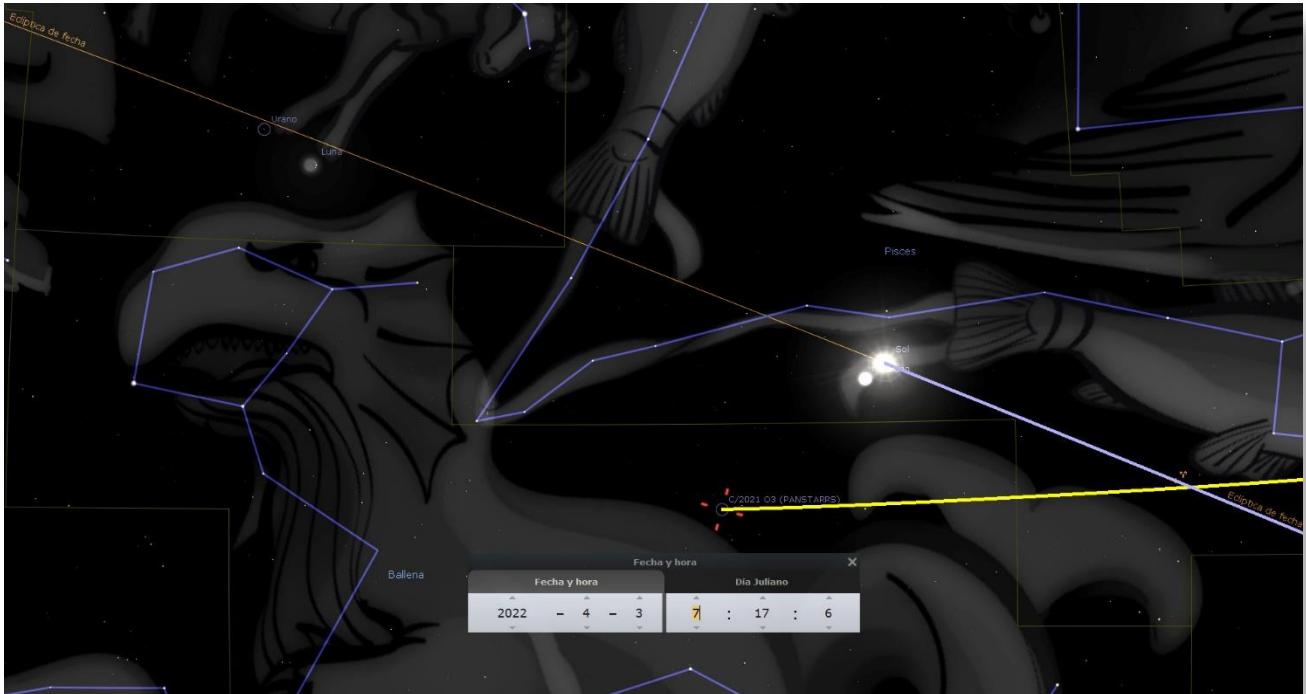 Eclíptica de fecha
Urano
Luna
Pisces
Sol
C/2021 O3 (PANSTARRS)
Eclíptica de fecha
Ballena
Fecha y hora
Fecha y hora Día Juliano
2022 - 4 - 3 7 : 17 : 6